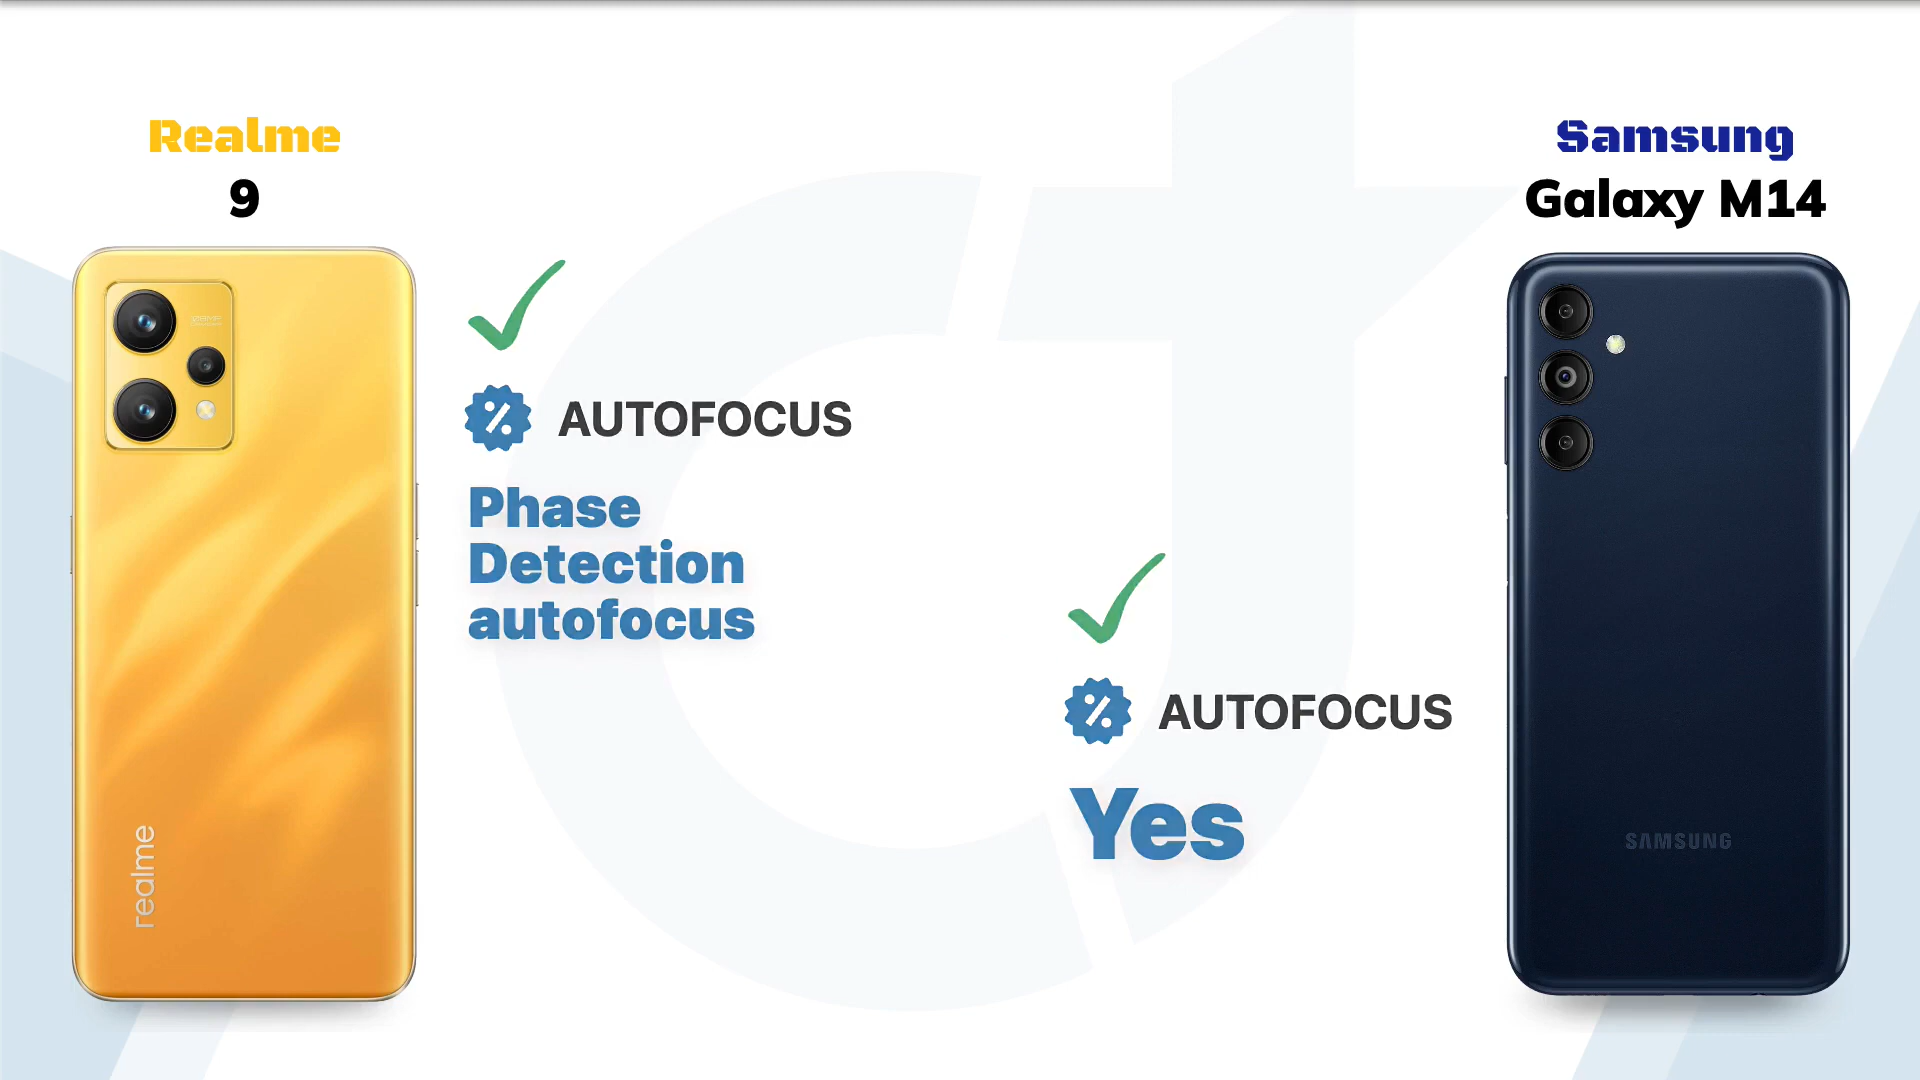 Realme
9
Samsung
Galaxy M14
AUTOFOCUS
Phase
Detection
autofocus
AUTOFOCUS
Yes
realme
SAMSUNG